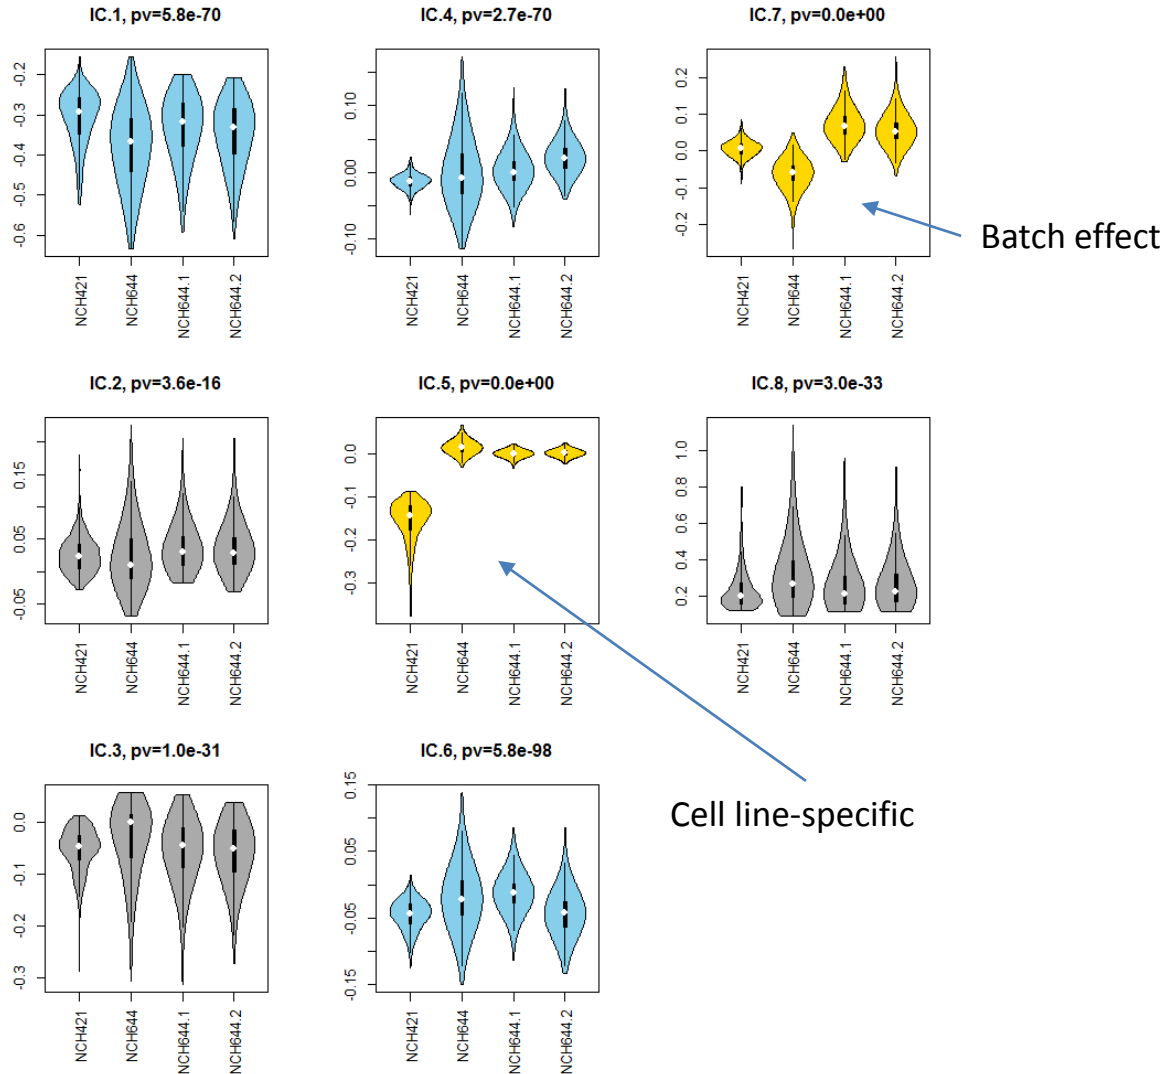 IC.1, pv=5.8e-70
-0.2
-0.3
-0.4
-0.5
-0.6
NCH421
NCH644
NCH644.1
NCH644.2
IC.4, pv=2.7e-70
0.10
0.00
-0.10
NCH421
NCH644
NCH644.1
NCH644.2
IC.7, pv=0.0e+00
0.2
0.1
0.0
-0.1
-0.2
NCH421
NCH644
NCH644.1
NCH644.2
Batch effect
IC.2, pv=3.6e-16
0.15
0.05
-0.05
NCH421
NCH644
NCH644.1
NCH644.2
IC.5, pv=0.0e+00
0.0
-0.1
-0.2
-0.3
NCH421
NCH644
NCH644.1
NCH644.2
IC.8, pv=3.0e-33
1.0
0.8
0.6
0.4
0.2
NCH421
NCH644
NCH644.1
NCH644.2
IC.3, pv=1.0e-31
0.0
-0.1
-0.2
-0.3
NCH421
NCH644
NCH644.1
NCH644.2
IC.6, pv=5.8e-98
0.15
0.05
-0.05
-0.15
NCH421
NCH644
NCH644.1
NCH644.2
Cell line-specific